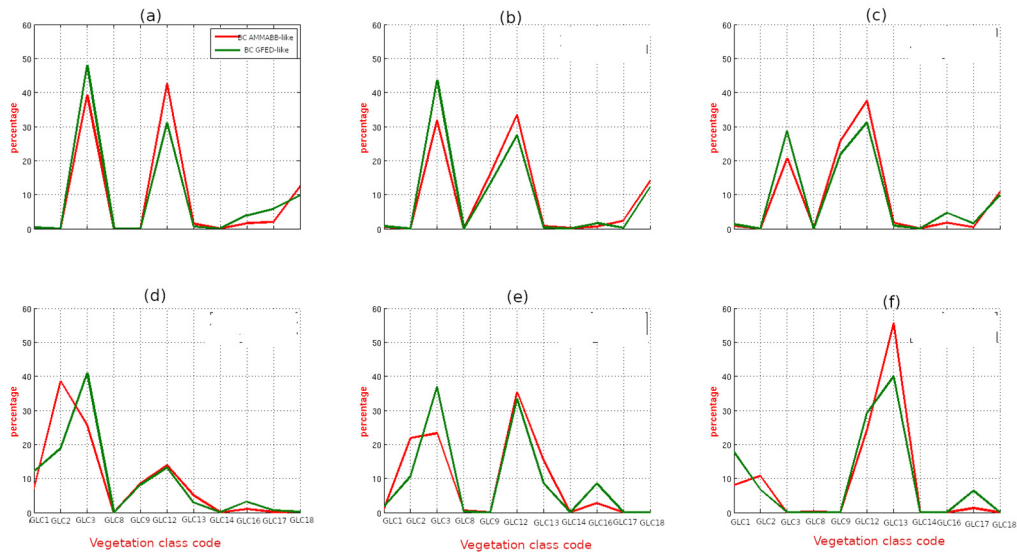 (a)
(b)
(c)
60
50
40
30
20
10
0
percentage
BC AMMABB-like
BC GFED-like
60
50
40
30
20
10
0
percentage
60
50
40
30
20
10
0
percentage
(d)
(e)
(f)
60
50
40
30
20
10
0
percentage
GLC1 GLC2 GLC3 GLC8 GLC9 GLC12 GLC13 GLC14 GLC16 GLC17 GLC18
Vegetation class code
60
50
40
30
20
10
0
percentage
GLC1 GLC2 GLC3 GLC8 GLC9 GLC12 GLC13 GLC14 GLC16 GLC17 GLC18
Vegetation class code
60
50
40
30
20
10
0
percentage
GLC1 GLC2 GLC3 GLC8 GLC9 GLC12 GLC13 GLC14 GLC16 GLC17 GLC18
Vegetation class code